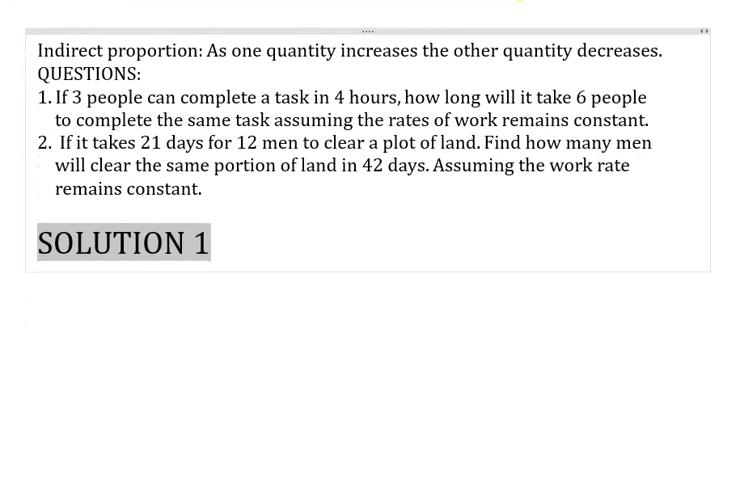 Indirect proportion: As one quantity increases the other quantity decreases.
QUESTIONS:
1. If 3 people can complete a task in 4 hours, how long will it take 6 people
to complete the same task assuming the rates of work remains constant.
2. If it takes 21 days for 12 men to clear a plot of land. Find how many men
will clear the same portion of land in 42 days. Assuming the work rate
remains constant.
SOLUTION 1